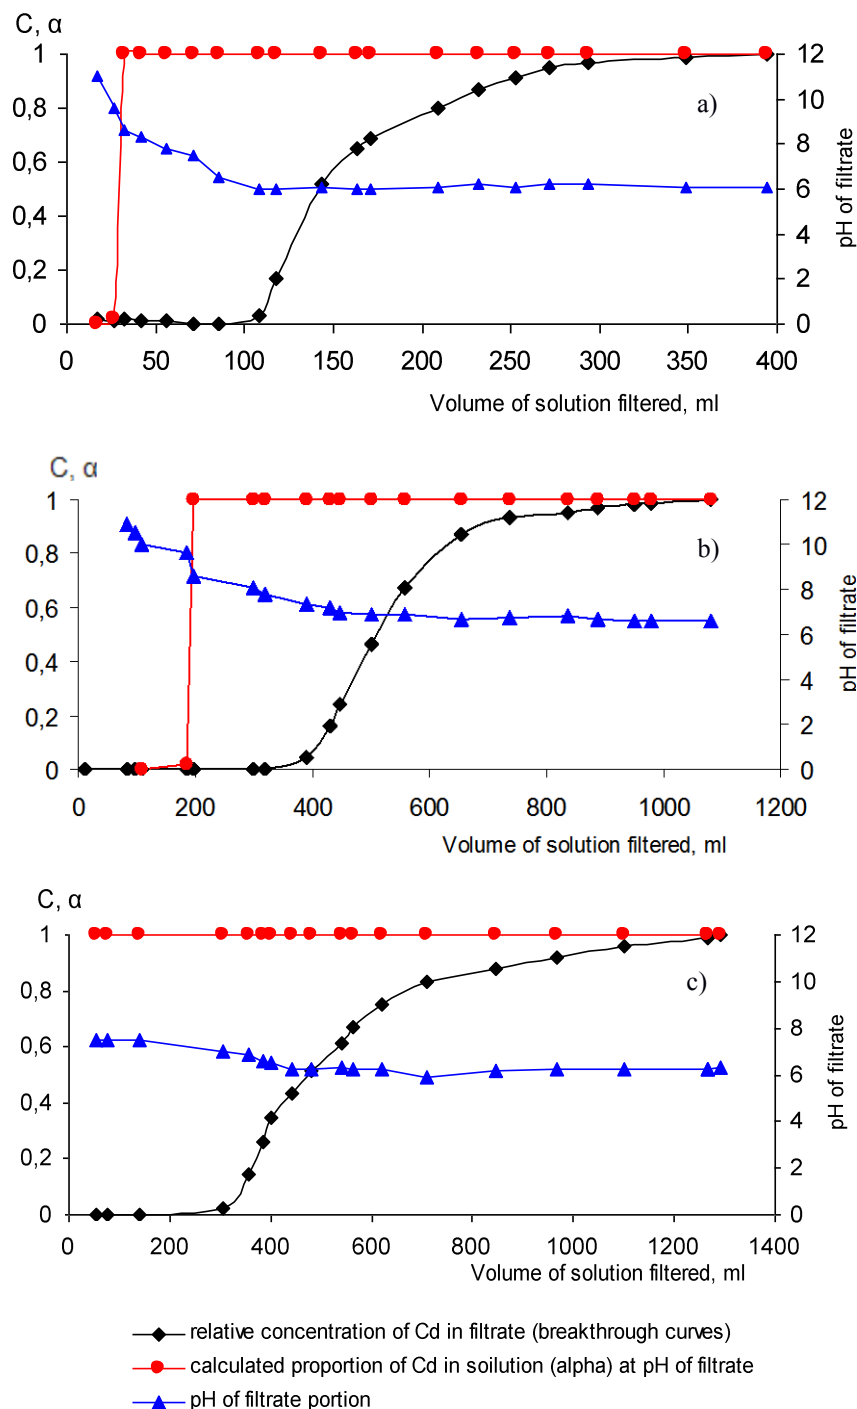 C, α
1
0,8
0,6
0,4
0,2
0
12
10
8
6
4
2
0
pH of filtrate
a)
0 50 100 150 200 250 300 350 400
Volume of solution filtered, ml
C, α
1
0,8
0,6
0,4
0,2
0
12
10
8
6
4
2
0
pH of filtrate
b)
0 200 400 600 800 1000 1200
Volume of solution filtered, ml
C, α
1
0,8
0,6
0,4
0,2
0
12
10
8
6
4
2
0
pH of filtrate
c)
0 200 400 600 800 1000 1200 1400
Volume of solution filtered, ml
relative concentration of Cd in filtrate (breakthrough curves)
calculated proportion of Cd in soilution (alpha) at pH of filtrate
pH of filtrate portion